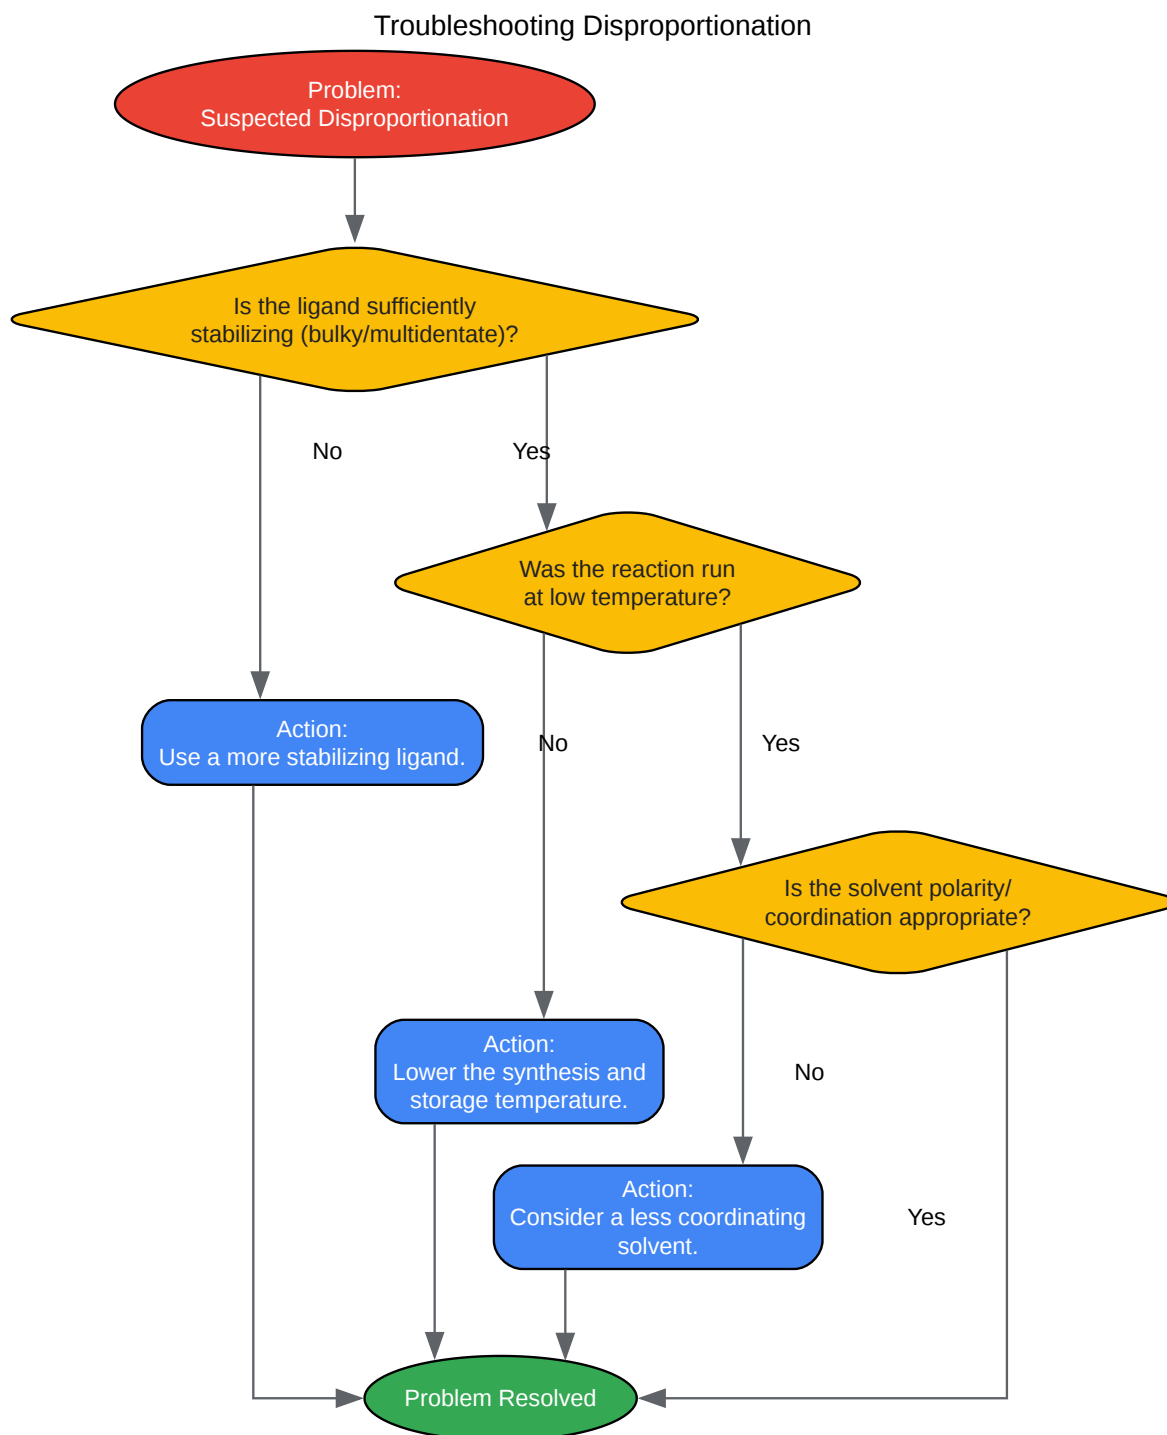 Troubleshooting Disproportionation
Problem:
Suspected Disproportionation
Is the ligand sufficiently
stabilizing (bulky/multidentate)?
No
Yes
Was the reaction run
at low temperature?
Action:
Use a more stabilizing ligand.
No
Yes
Is the solvent polarity/
coordination appropriate?
Action:
Lower the synthesis and
storage temperature.
No
Action:
Consider a less coordinating
solvent.
Yes
Problem Resolved